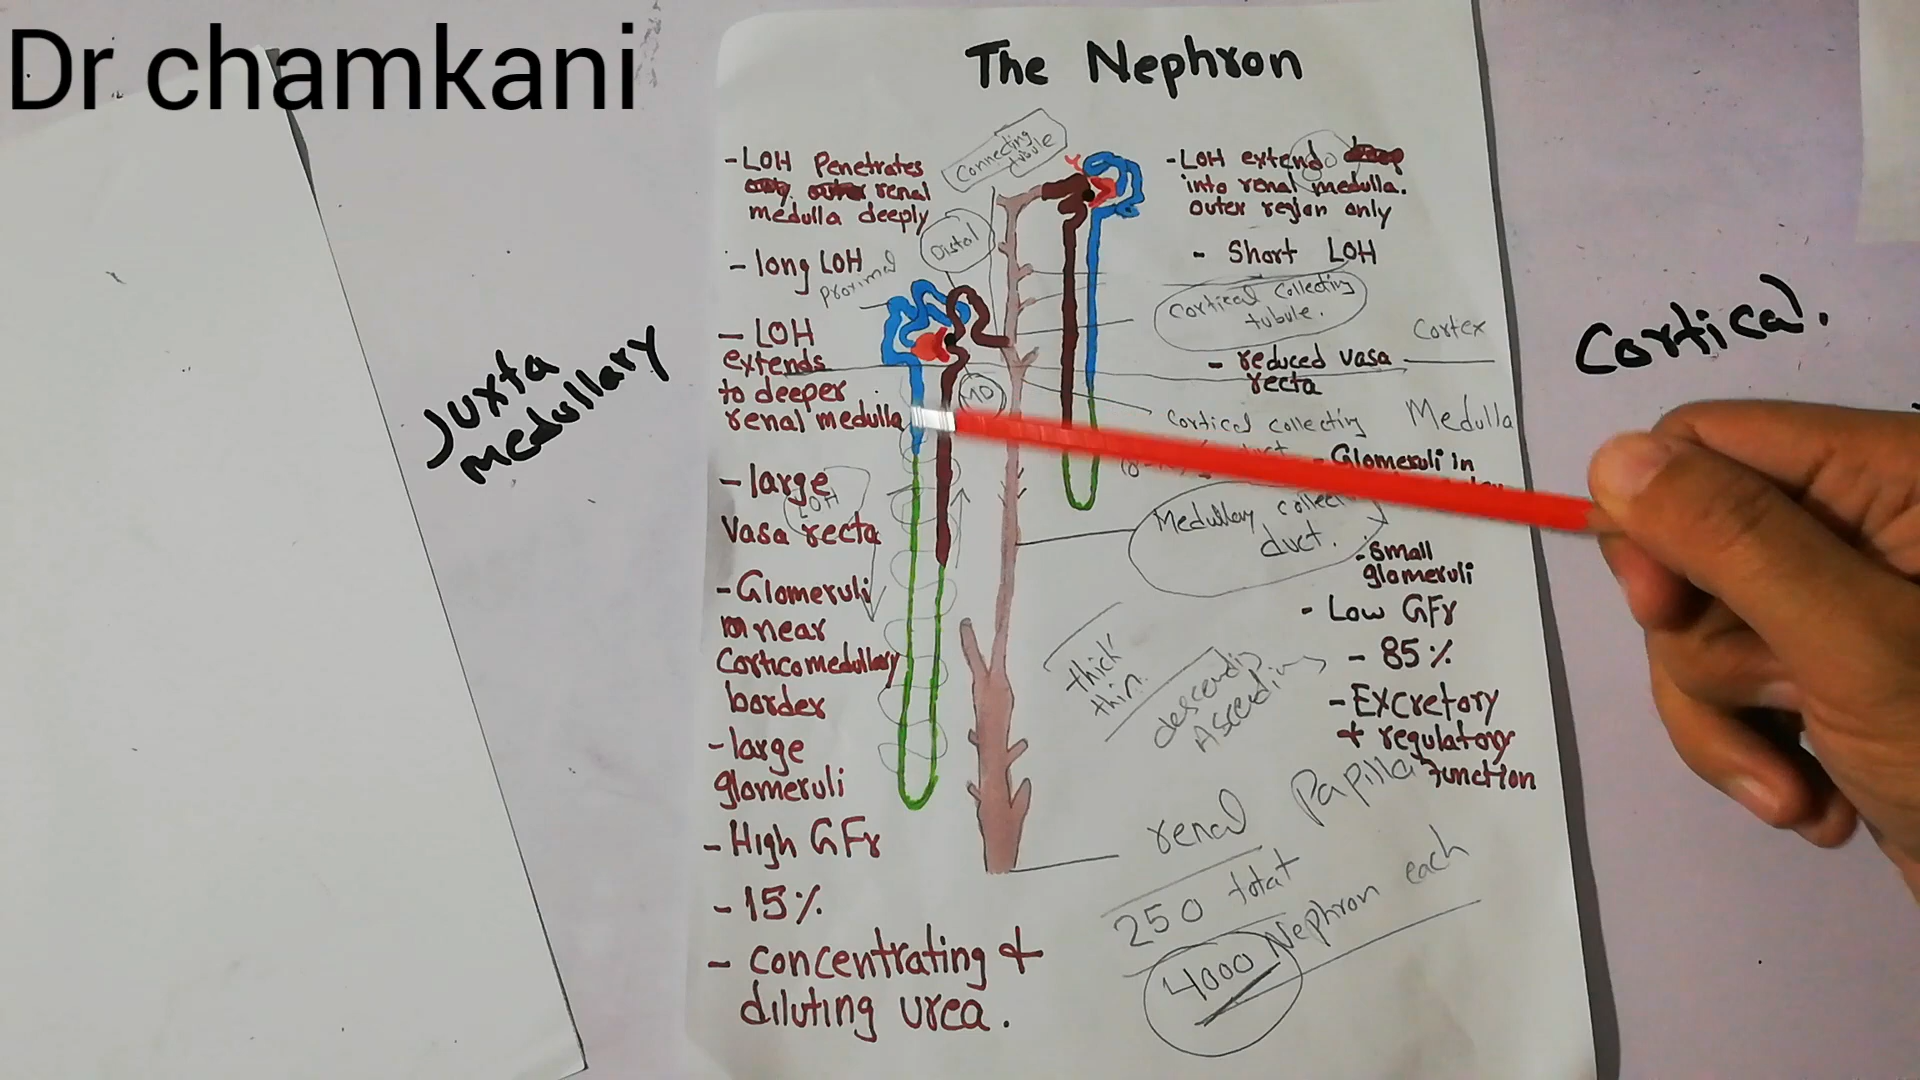 Dr chamkani
The Nephron
Connecting
tubule
- LOH Penetrates
renal
medulla deeply
- long LOH
Proximal
Distal
- LOH
extends
to deeper
renal medulla
MD
- large
LOH
Vasa recta
- Glomeruli
near
Corticomedullary
border
- large
glomeruli
- High GFr
- 15%
- concentrating &
diluting urea.
Juxta
medullary
- LOH extend
into renal medulla.
outer region only
- Short LOH
Cortical Collecting
tubule.
Cortex
- reduced vasa
recta
Cortical collecting
Medulla
- Glomeruli in
Medullary collect
duct.
- Small
glomeruli
- Low GFr
- 85%
- Excretory
& regulatory
function
thick
thin.
descending
Ascending
renal Papilla
250 total
4000 Nephron each
Cortical.